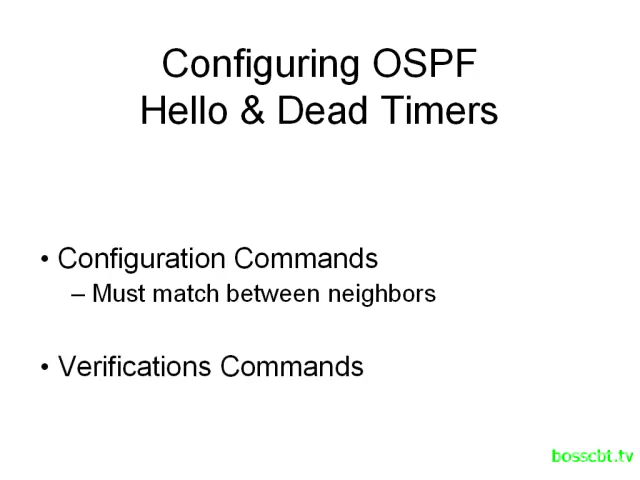 Configuring OSPF
Hello & Dead Timers
• Configuration Commands
– Must match between neighbors
• Verifications Commands
bosscbt.tv